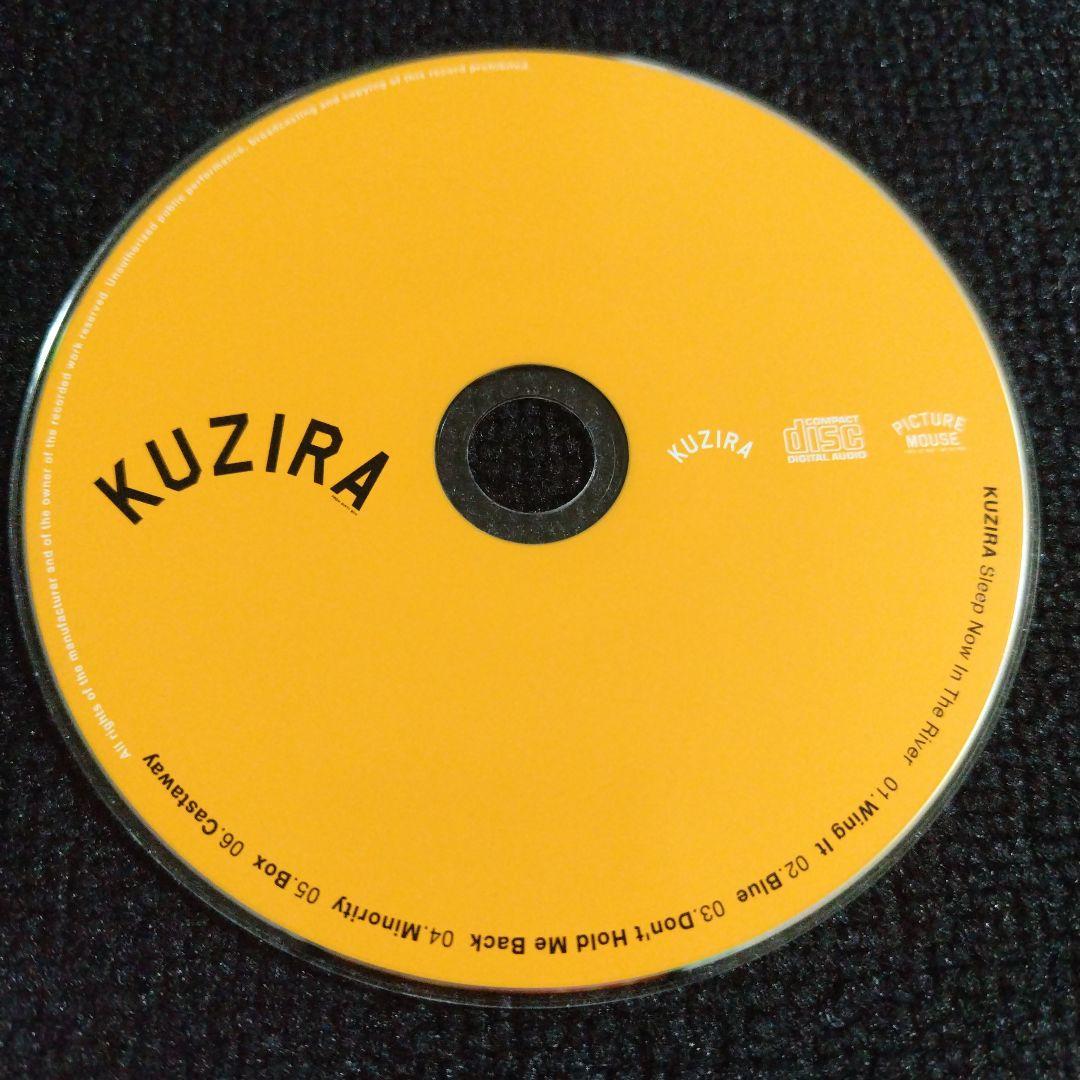 KUZIRA
KUZIRA
COMPACT
disc
DIGITAL AUDIO
PICTURE
MOUSE
KUZIRA Sleep Now In The River 01.Wing It 02.Blue 03.Don't Hold Me Back 04.Minority 05.Box 06.Castaway
All rights of the manufacturer and of the owner of the recorded work reserved. Unauthorized public performance, broadcasting and copying of this record prohibited.